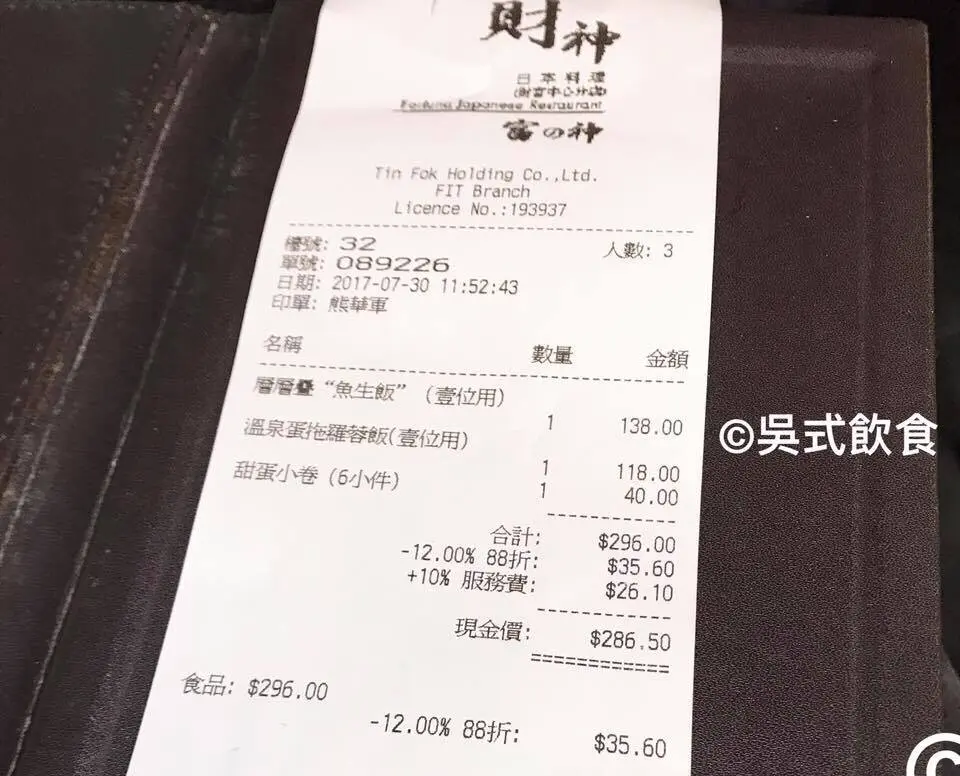 財神
日本料理
(財富中心分店)
Fortuna Japanese Restaurant
富の神
Tin Fok Holding Co.,Ltd.
FIT Branch
Licence No.:193937
檯號: 32 人數: 3
單號: 089226
日期: 2017-07-30 11:52:43
印單: 熊華軍
名稱 數量 金額
層層疊“魚生飯” (壹位用)
1 138.00
溫泉蛋拖羅蓉飯(壹位用)
1 118.00
甜蛋小卷 (6小件)
1 40.00
合計: $296.00
-12.00% 88折: $35.60
+10% 服務費: $26.10
現金價: $286.50
食品: $296.00
-12.00% 88折: $35.60
©吳式飲食
©